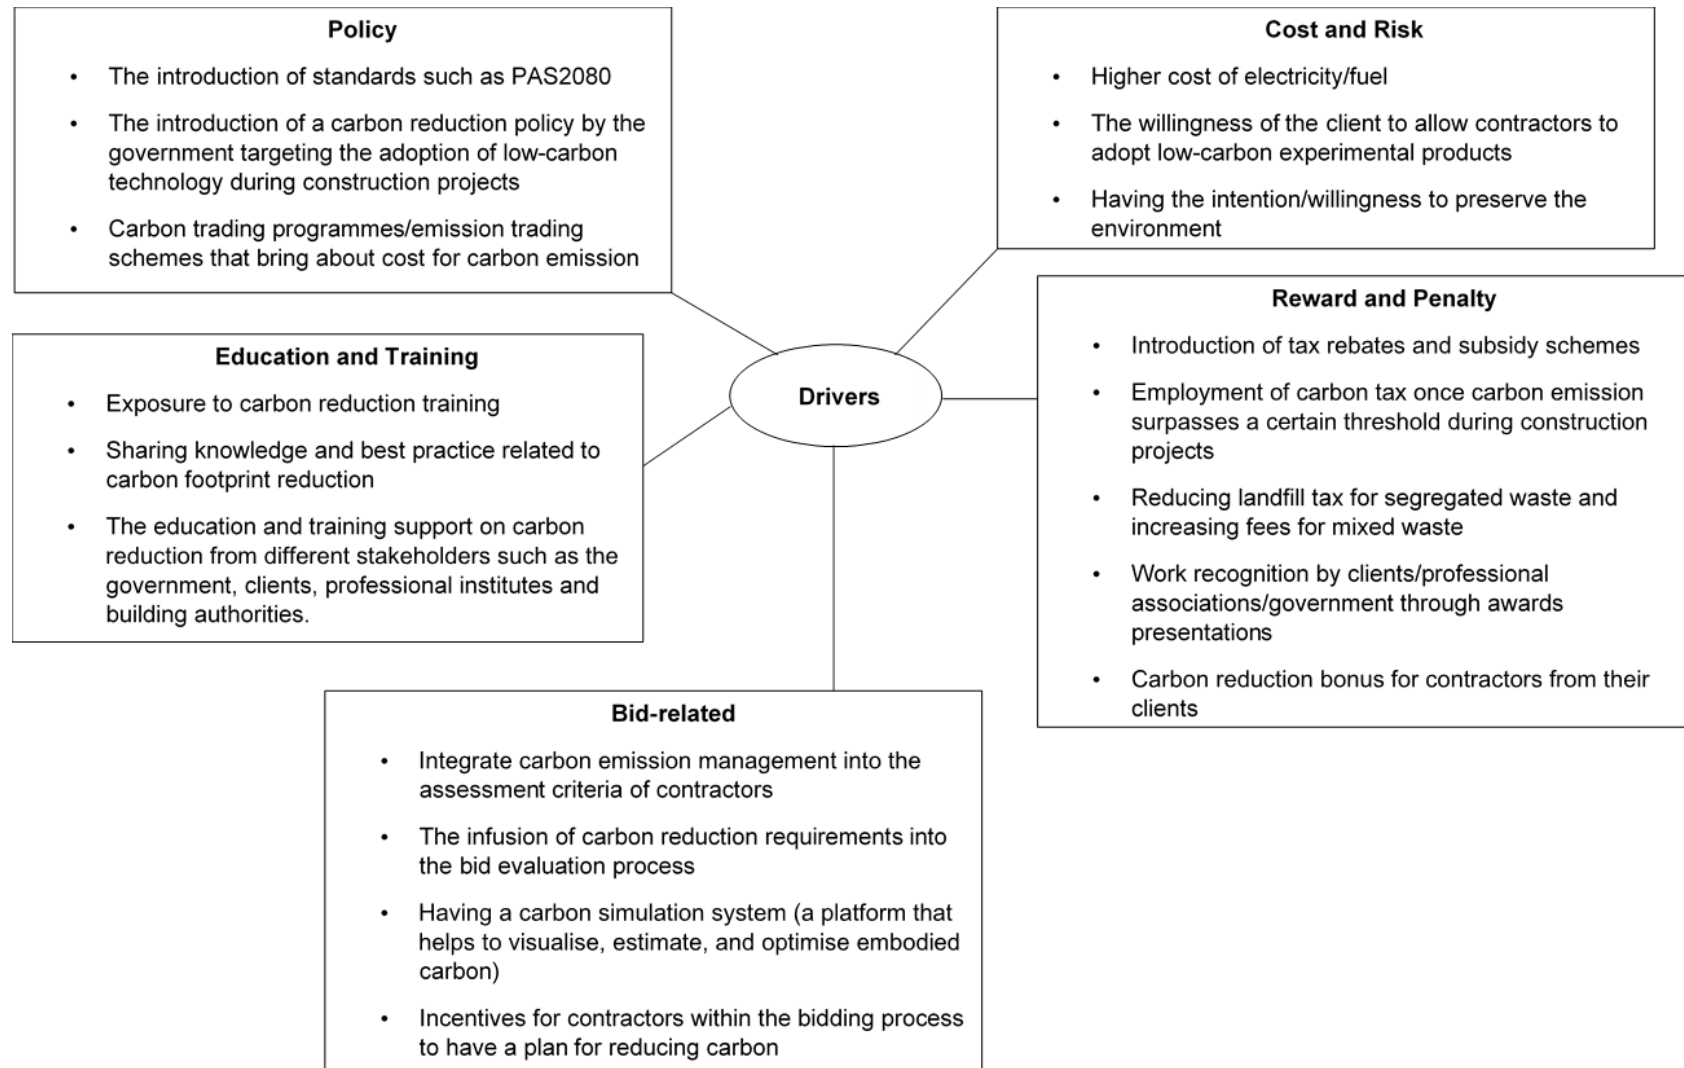 Policy
• The introduction of standards such as PAS2080
• The introduction of a carbon reduction policy by the
government targeting the adoption of low-carbon
technology during construction projects
• Carbon trading programmes/emission trading
schemes that bring about cost for carbon emission
Cost and Risk
• Higher cost of electricity/fuel
• The willingness of the client to allow contractors to
adopt low-carbon experimental products
• Having the intention/willingness to preserve the
environment
Education and Training
• Exposure to carbon reduction training
• Sharing knowledge and best practice related to
carbon footprint reduction
• The education and training support on carbon
reduction from different stakeholders such as the
government, clients, professional institutes and
building authorities.
Drivers
Reward and Penalty
• Introduction of tax rebates and subsidy schemes
• Employment of carbon tax once carbon emission
surpasses a certain threshold during construction
projects
• Reducing landfill tax for segregated waste and
increasing fees for mixed waste
• Work recognition by clients/professional
associations/government through awards
presentations
• Carbon reduction bonus for contractors from their
clients
Bid-related
• Integrate carbon emission management into the
assessment criteria of contractors
• The infusion of carbon reduction requirements into
the bid evaluation process
• Having a carbon simulation system (a platform that
helps to visualise, estimate, and optimise embodied
carbon)
• Incentives for contractors within the bidding process
to have a plan for reducing carbon